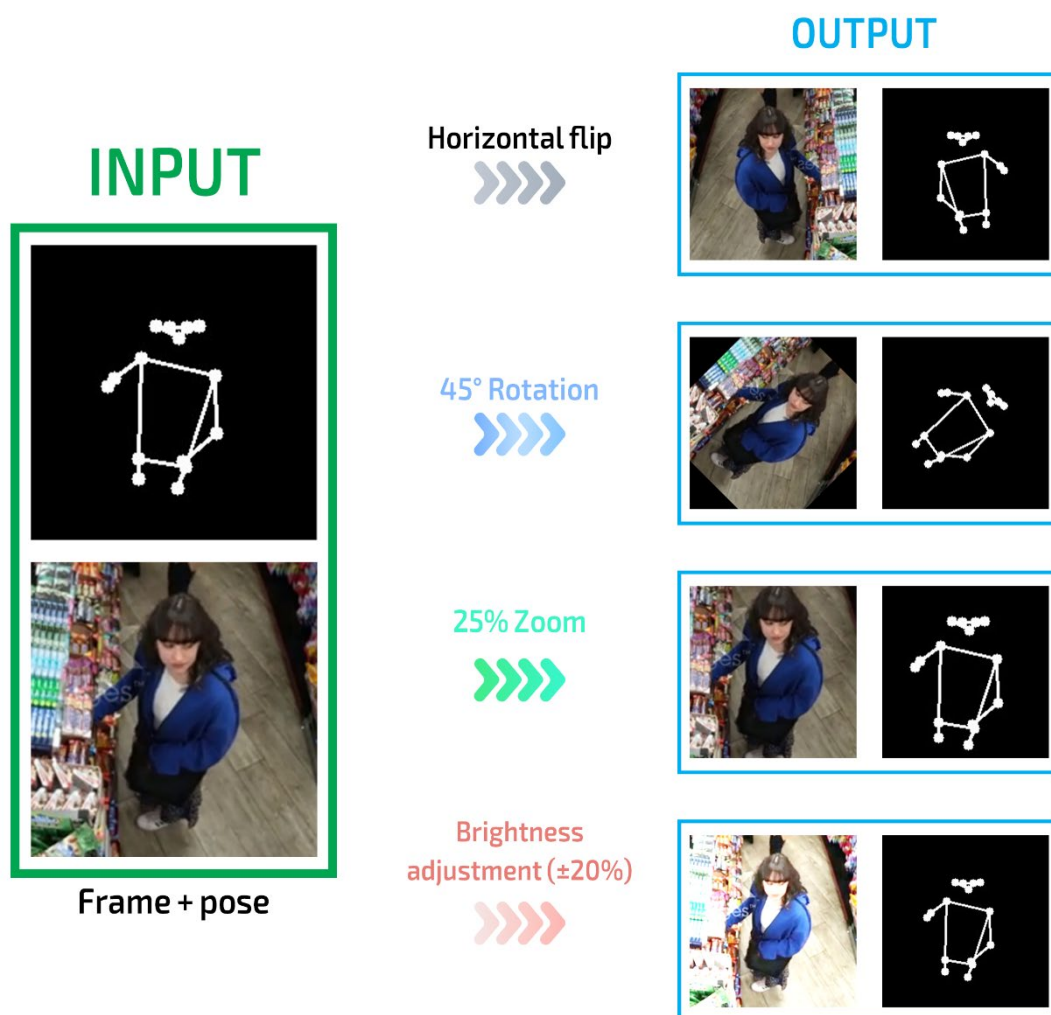 OUTPUT
INPUT
Horizontal flip
45° Rotation
25% Zoom
Brightness
adjustment (±20%)
Frame + pose